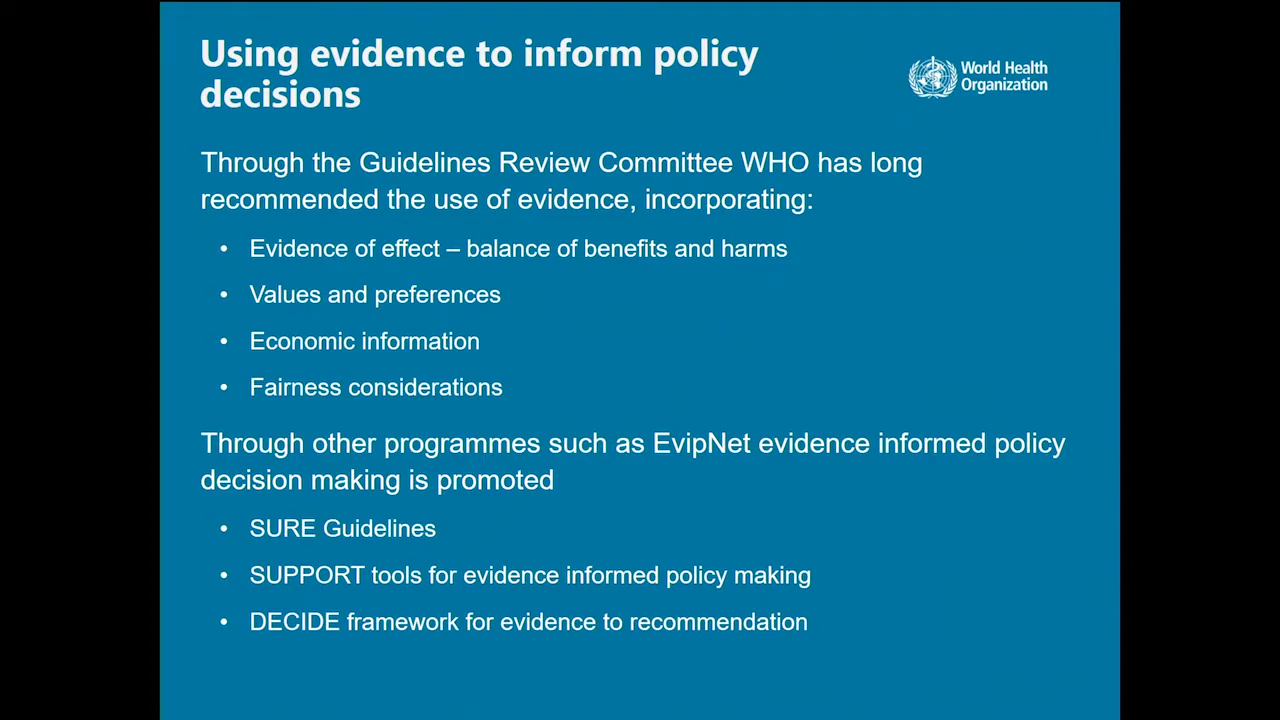 Using evidence to inform policy
decisions
World Health
Organization
Through the Guidelines Review Committee WHO has long
recommended the use of evidence, incorporating:
• Evidence of effect – balance of benefits and harms
• Values and preferences
• Economic information
• Fairness considerations
Through other programmes such as EvipNet evidence informed policy
decision making is promoted
• SURE Guidelines
• SUPPORT tools for evidence informed policy making
• DECIDE framework for evidence to recommendation